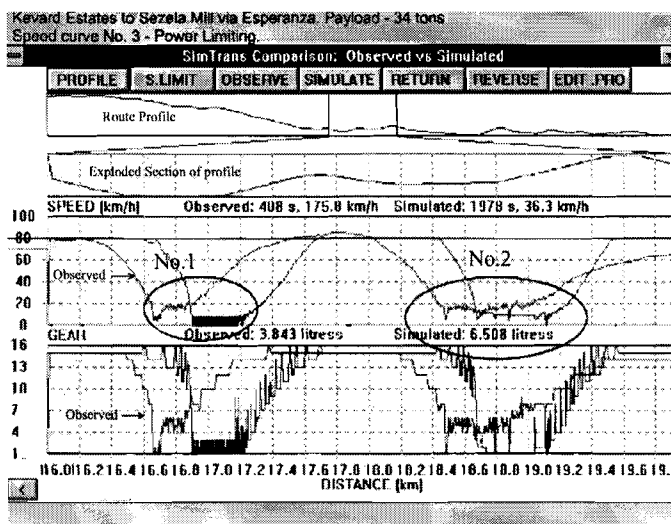 Kevard Estates to Sezela Mill via Esperanza. Payload - 34 tons
Speed curve No. 3 - Power Limiting.
SimTrans Comparison: Observed vs Simulated
PROFILE S.LIMIT OBSERVE SIMULATE RETURN REVERSE EDIT .PRO
Route Profile
Exploded Section of profile
SPEED [km/h] Observed: 408 s, 175.8 km/h Simulated: 1978 s, 36.3 km/h
100
80
60
40
20
0
Observed
No.1
No.2
GEAR Observed: 3.843 litress Simulated: 6.508 litress
16
13
10
7
4
1
Observed
16.0 16.2 16.4 16.6 16.8 17.0 17.2 17.4 17.6 17.8 18.0 18.2 18.4 18.6 18.8 19.0 19.2 19.4 19.6 19.
DISTANCE [km]